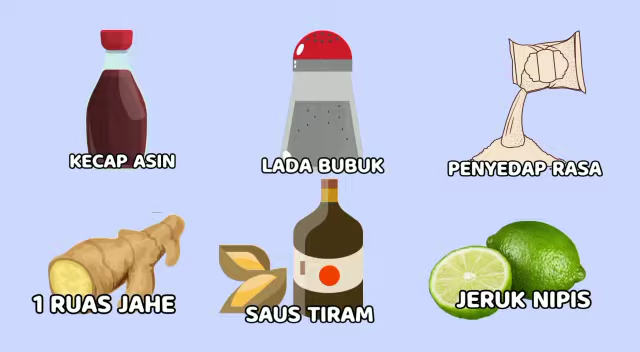 KECAP ASIN
LADA BUBUK
PENYEDAP RASA
1 RUAS JAHE
SAUS TIRAM
JERUK NIPIS